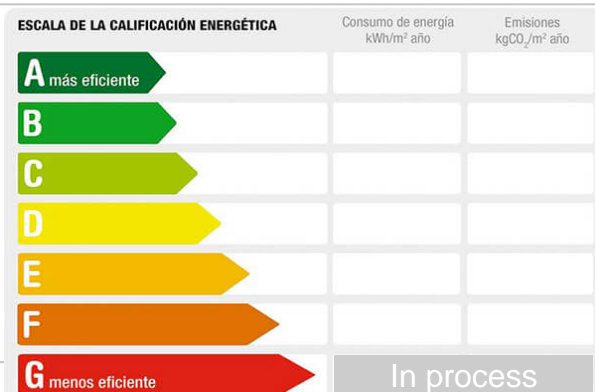 ESCALA DE LA CALIFICACIÓN ENERGÉTICA
Consumo de energía
kWh/m² año
Emisiones
kgCO₂/m² año
A más eficiente
B
C
D
E
F
G menos eficiente
In process